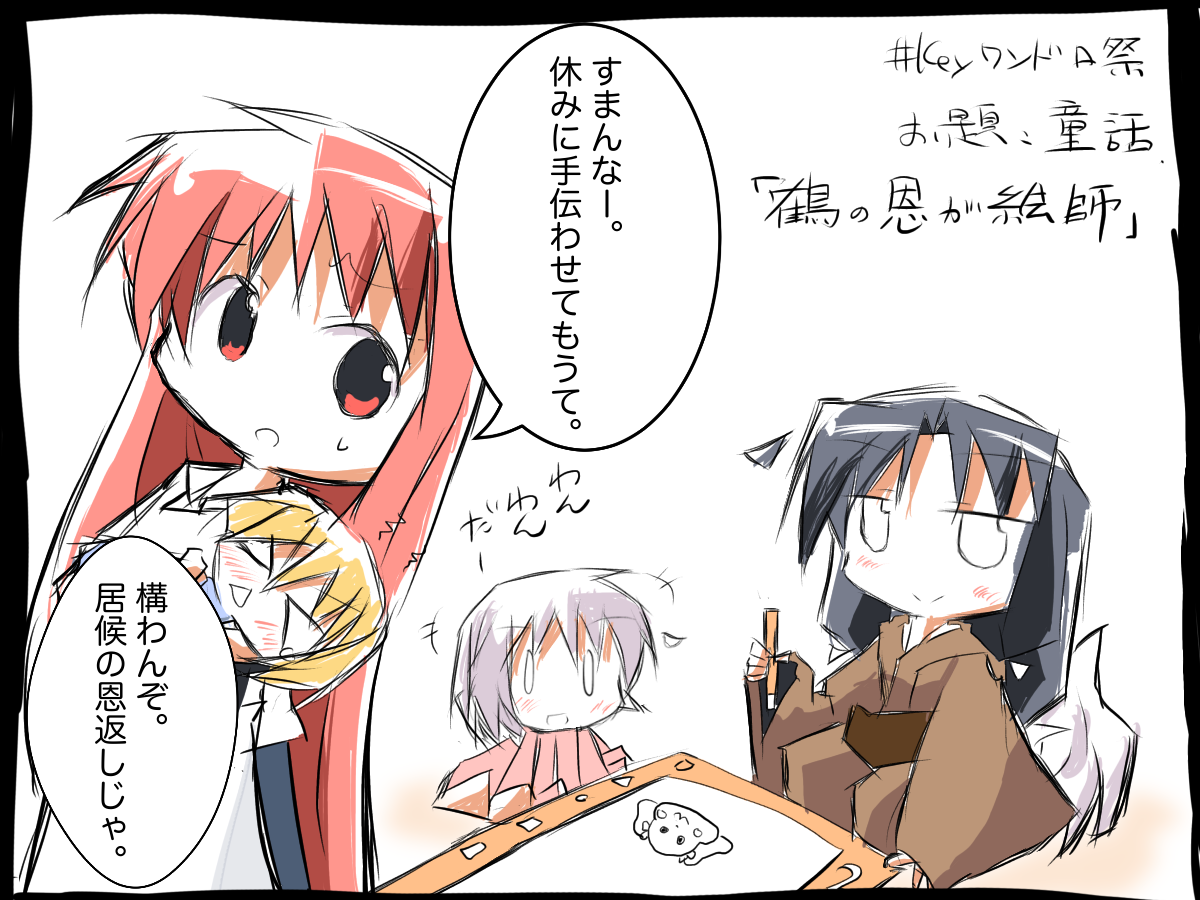 #Keyワンドロ祭
お題：童話
「鶴の恩が絵師」
すまんなー。
休みに手伝わせてもうて。
わん
わん
だー
構わんぞ。
居候の恩返しじゃ。